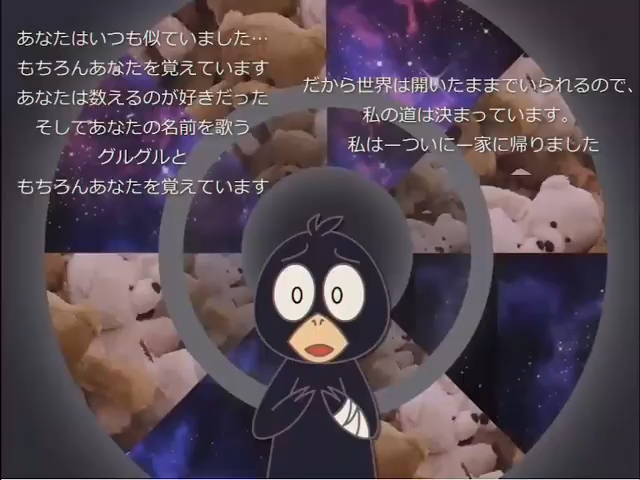 あなたはいつも似ていました…
もちろんあなたを覚えています
あなたは数えるのが好きだった
そしてあなたの名前を歌う
グルグルと
もちろんあなたを覚えています
だから世界は開いたままでいられるので、
私の道は決まっています。
私は一ついに一家に帰りました